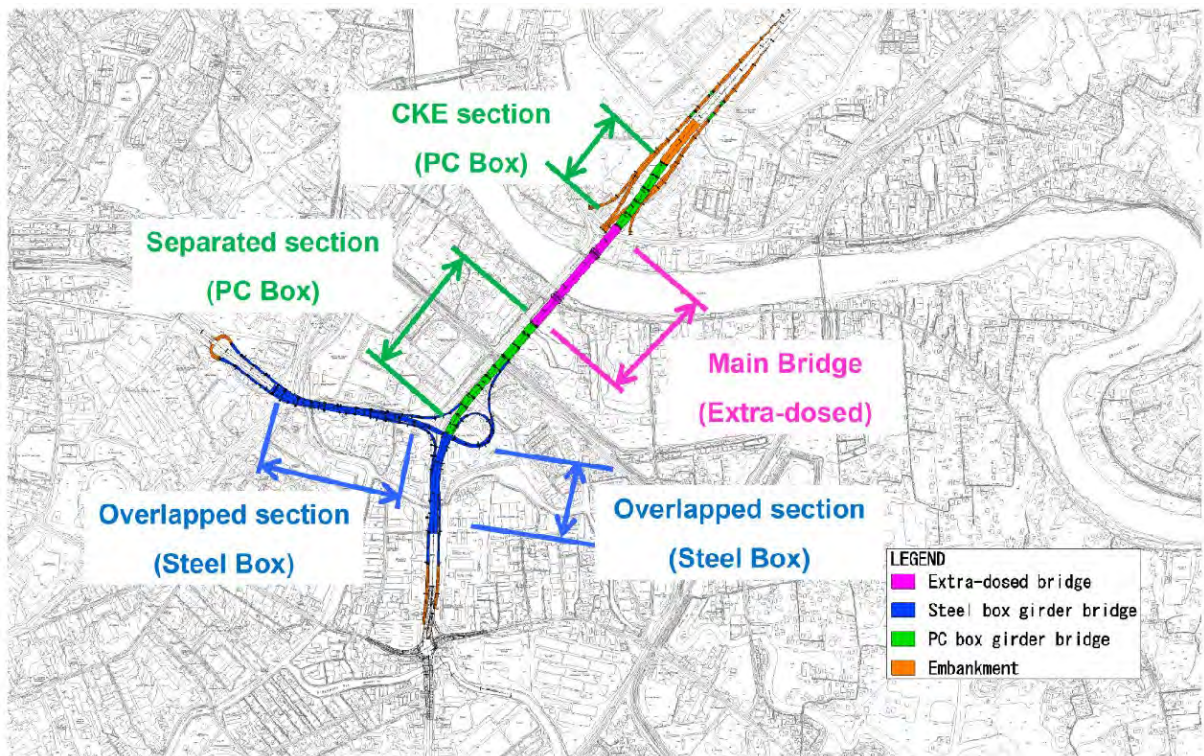 CKE section
(PC Box)
Separated section
(PC Box)
Main Bridge
(Extra-dosed)
Overlapped section
(Steel Box)
Overlapped section
(Steel Box)
LEGEND
Extra-dosed bridge
Steel box girder bridge
PC box girder bridge
Embankment